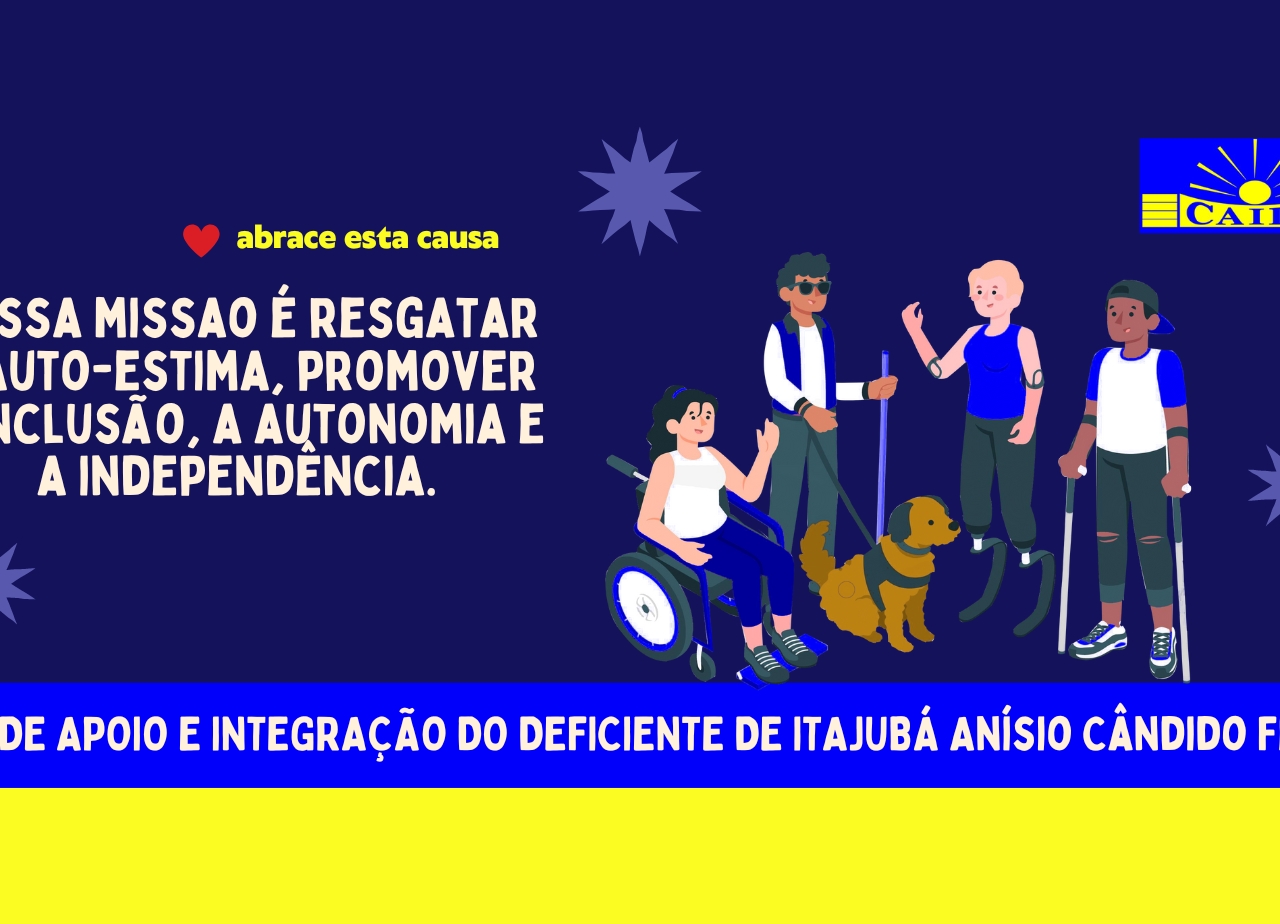 abrace esta causa
SSA MISSAO É RESGATAR
AUTO-ESTIMA, PROMOVER
NCLUSÃO, A AUTONOMIA E
A INDEPENDÊNCIA.
DE APOIO E INTEGRAÇÃO DO DEFICIENTE DE ITAJUBÁ ANÍSIO CÂNDIDO